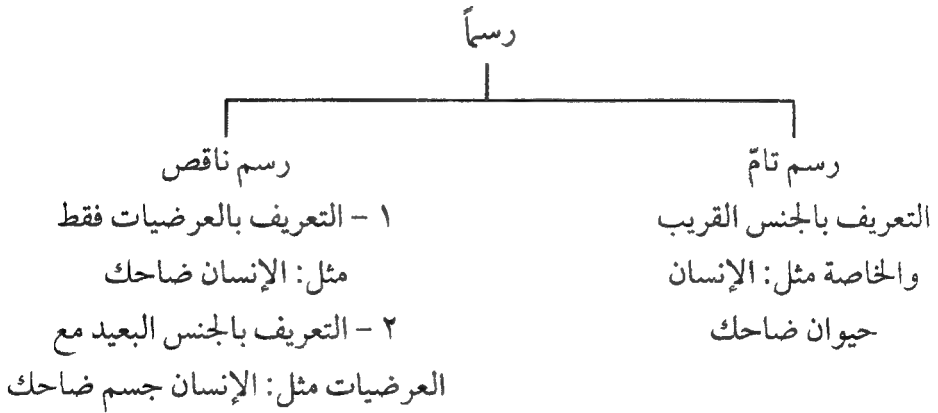 رسماً
رسم تامّ
التعريف بالجنس القريب
والخاصة مثل: الإنسان
حيوان ضاحك
رسم ناقص
١ - التعريف بالعرضيات فقط
مثل: الإنسان ضاحك
٢ - التعريف بالجنس البعيد مع
العرضيات مثل: الإنسان جسم ضاحك